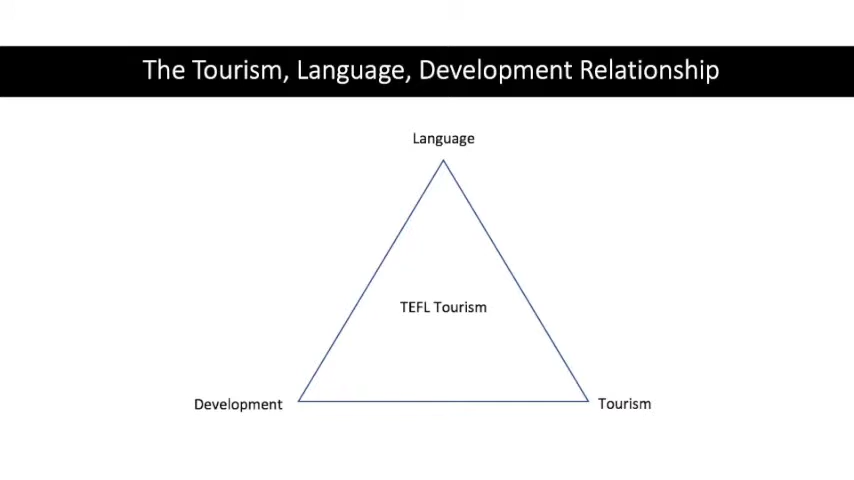 The Tourism, Language, Development Relationship
Language
TEFL Tourism
Development
Tourism